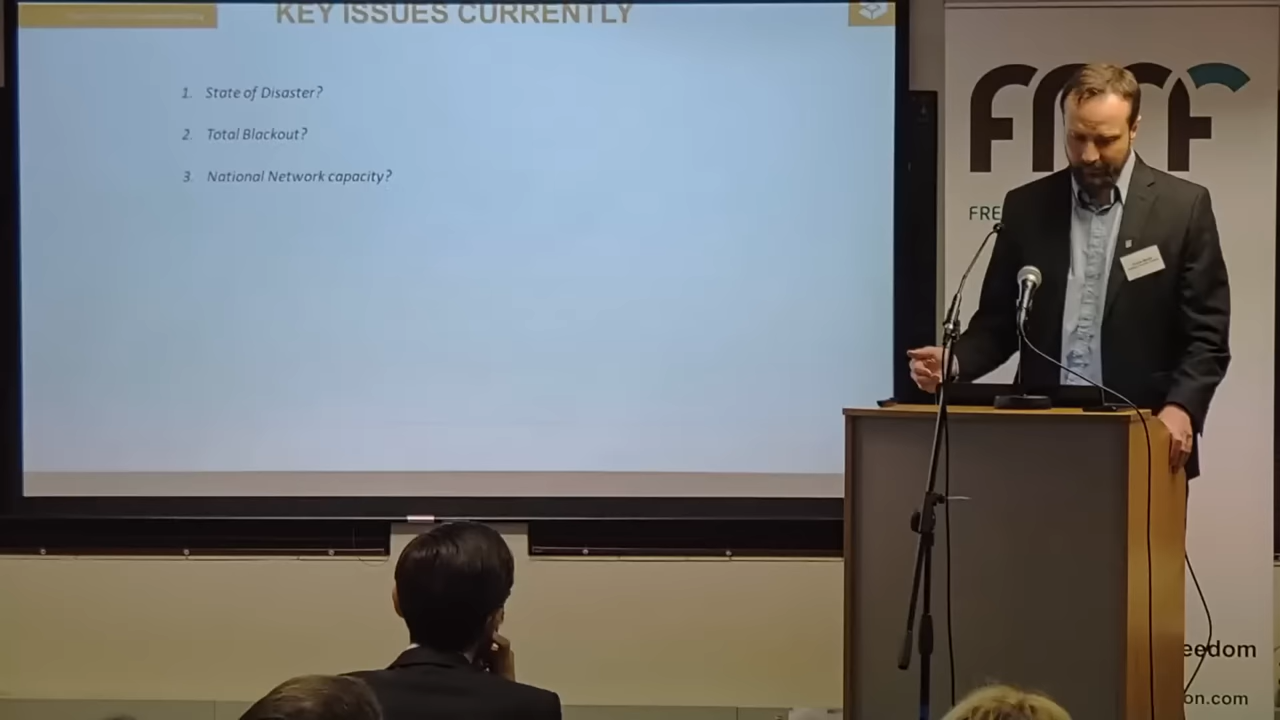 KEY ISSUES CURRENTLY
1. State of Disaster?
2. Total Blackout?
3. National Network capacity?
FRE
eedom
on.com